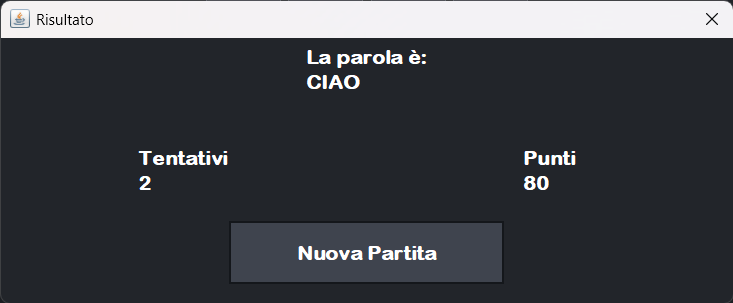 Risultato
La parola è:
CIAO
Tentativi
2
Punti
80
Nuova Partita